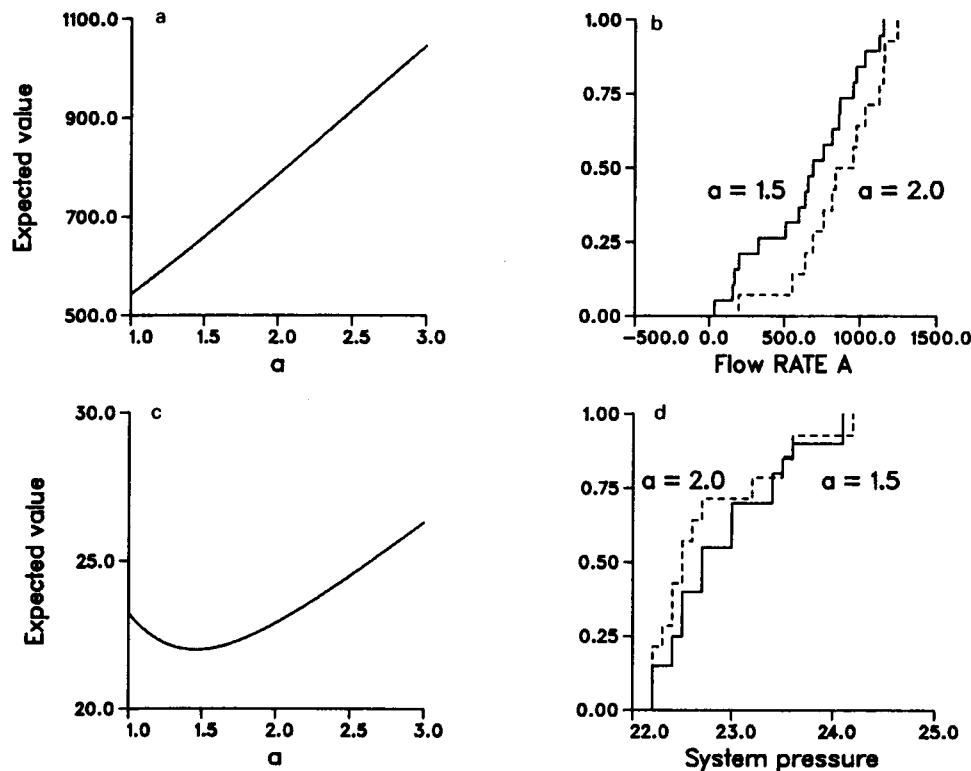 a
1100.0
900.0
700.0
500.0
Expected value
1.0 1.5 2.0 2.5 3.0
a
b
1.00
0.75
0.50
0.25
0.00
a = 1.5
a = 2.0
−500.0 0.0 500.0 1000.0 1500.0
Flow RATE A
c
30.0
25.0
20.0
Expected value
1.0 1.5 2.0 2.5 3.0
a
d
1.00
0.75
0.50
0.25
0.00
a = 2.0
a = 1.5
22.0 23.0 24.0 25.0
System pressure